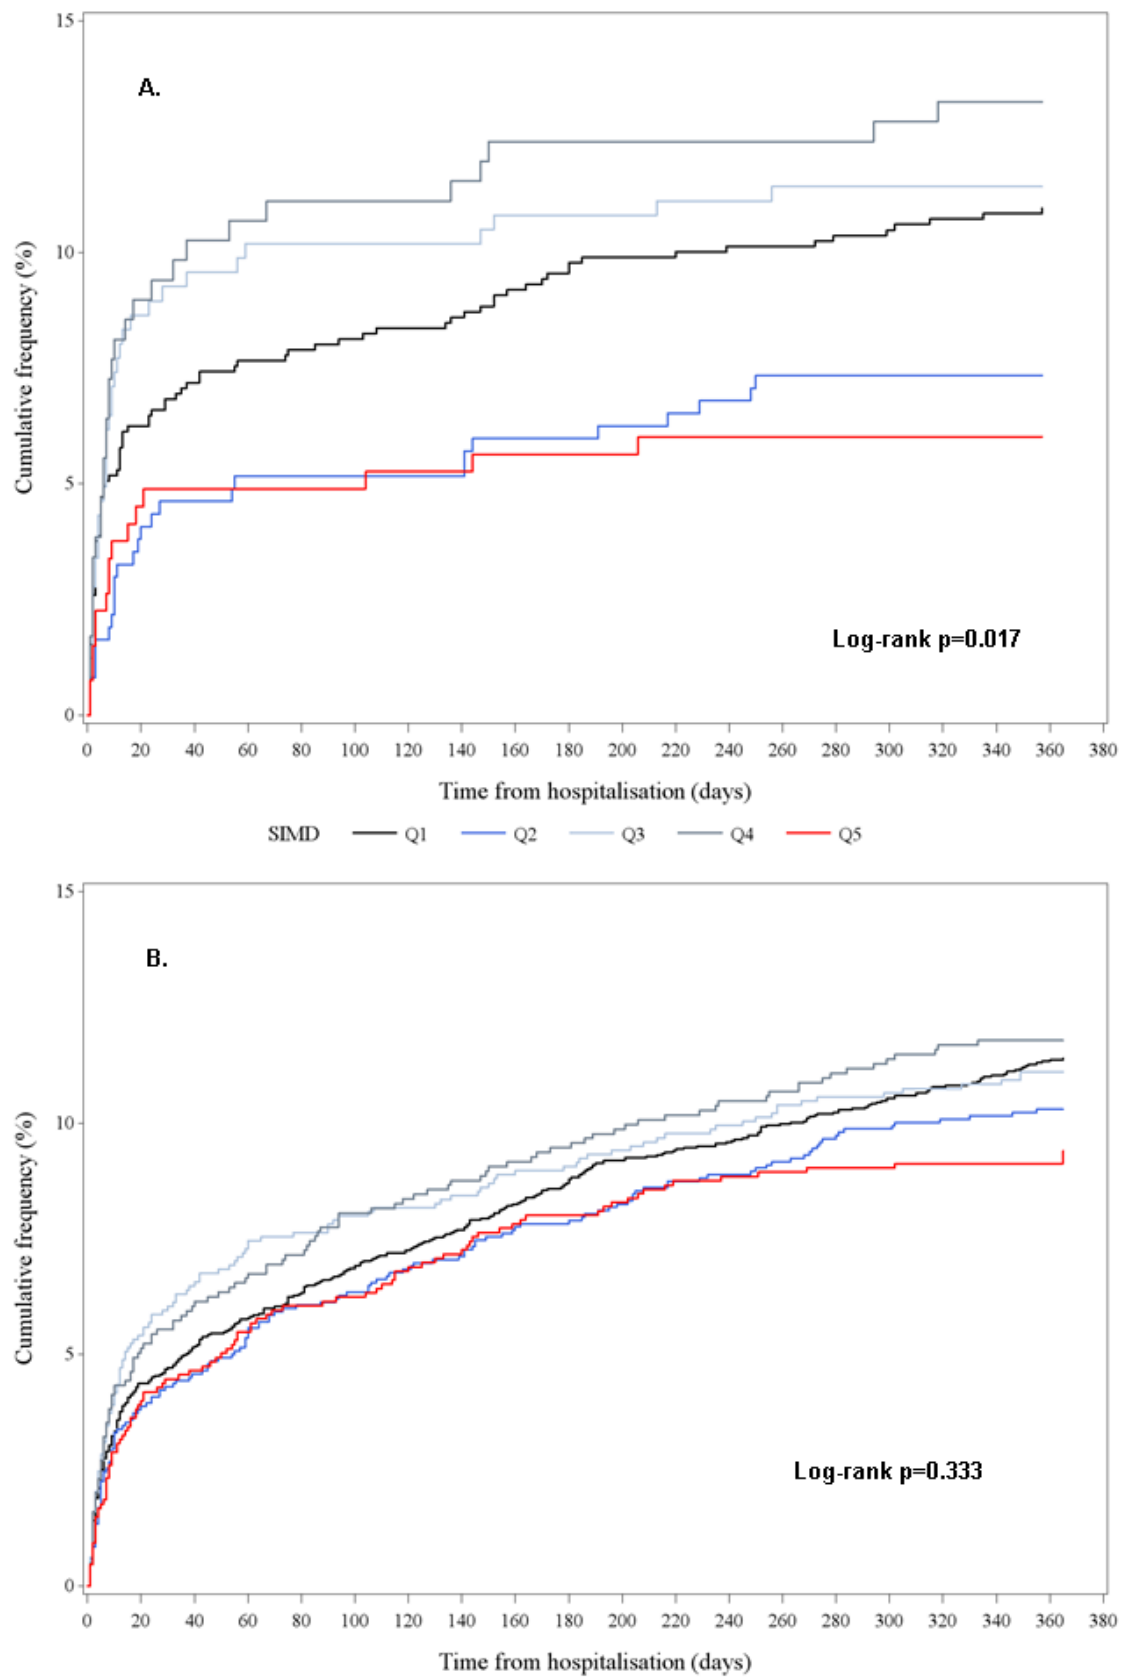 15
A.
10
Cumulative frequency (%)
5
Log-rank p=0.017
0
0 20 40 60 80 100 120 140 160 180 200 220 240 260 280 300 320 340 360 380
Time from hospitalisation (days)
SIMD Q1 Q2 Q3 Q4 Q5
15
B.
10
Cumulative frequency (%)
5
Log-rank p=0.333
0
0 20 40 60 80 100 120 140 160 180 200 220 240 260 280 300 320 340 360 380
Time from hospitalisation (days)